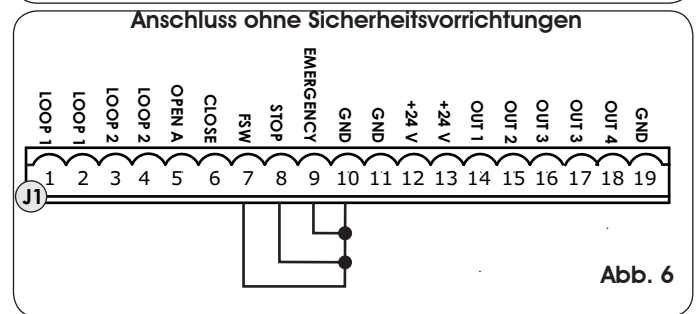 Anschluss ohne Sicherheitsvorrichtungen
LOOP 1 LOOP 1 LOOP 2 LOOP 2 OPEN A CLOSE FSW STOP EMERGENCY GND GND +24 V +24 V OUT 1 OUT 2 OUT 3 OUT 3 OUT 4 GND
1 2 3 4 5 6 7 8 9 10 11 12 13 14 15 16 17 18 19
J1
Abb. 6